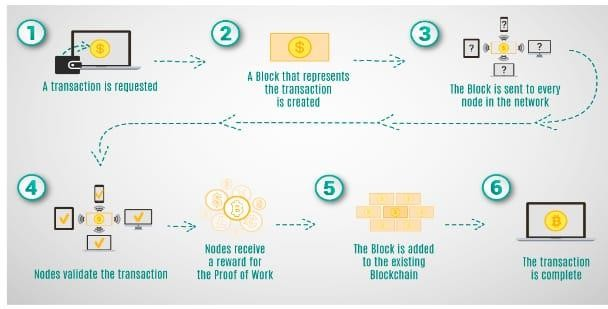 1
A transaction is requested
2
A Block that represents
the transaction
is created
3
The Block is sent to every
node in the network
4
Nodes validate the transaction
Nodes receive
a reward for
the Proof of Work
5
The Block is added
to the existing
Blockchain
6
The transaction
is complete